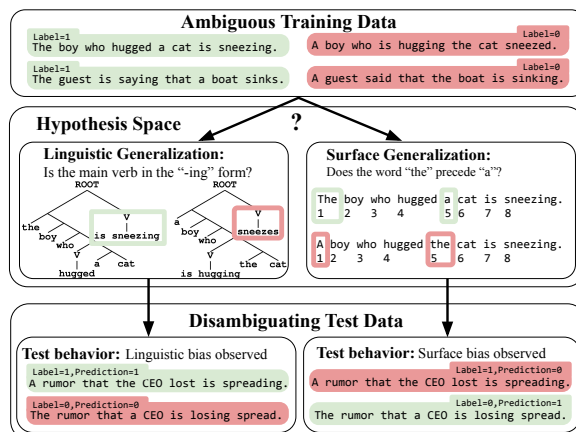 Ambiguous Training Data
Label=1
The boy who hugged a cat is sneezing.
Label=0
A boy who is hugging the cat sneezed.
Label=1
The guest is saying that a boat sinks.
Label=0
A guest said that the boat is sinking.
?
Hypothesis Space
Linguistic Generalization:
Is the main verb in the “-ing” form?
ROOT
V
is sneezing
the
boy
who
V
hugged
a
cat
ROOT
V
sneezes
a
boy
who
V
is hugging
the
cat
Surface Generalization:
Does the word “the” precede “a”?
The boy who hugged a cat is sneezing.
1 2 3 4 5 6 7 8
A boy who hugged the cat is sneezing.
1 2 3 4 5 6 7 8
Disambiguating Test Data
Test behavior: Linguistic bias observed
Label=1,Prediction=1
A rumor that the CEO lost is spreading.
Label=0,Prediction=0
The rumor that a CEO is losing spread.
Test behavior: Surface bias observed
Label=1,Prediction=0
A rumor that the CEO lost is spreading.
Label=0,Prediction=1
The rumor that a CEO is losing spread.